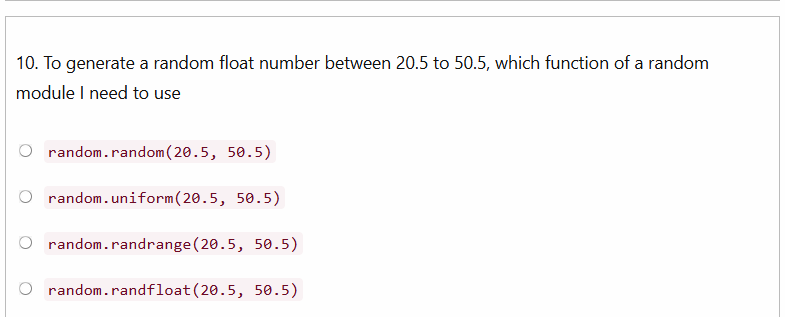 10. To generate a random float number between 20.5 to 50.5, which function of a random
module I need to use
random.random(20.5, 50.5)
random.uniform(20.5, 50.5)
random.randrange(20.5, 50.5)
random.randfloat(20.5, 50.5)